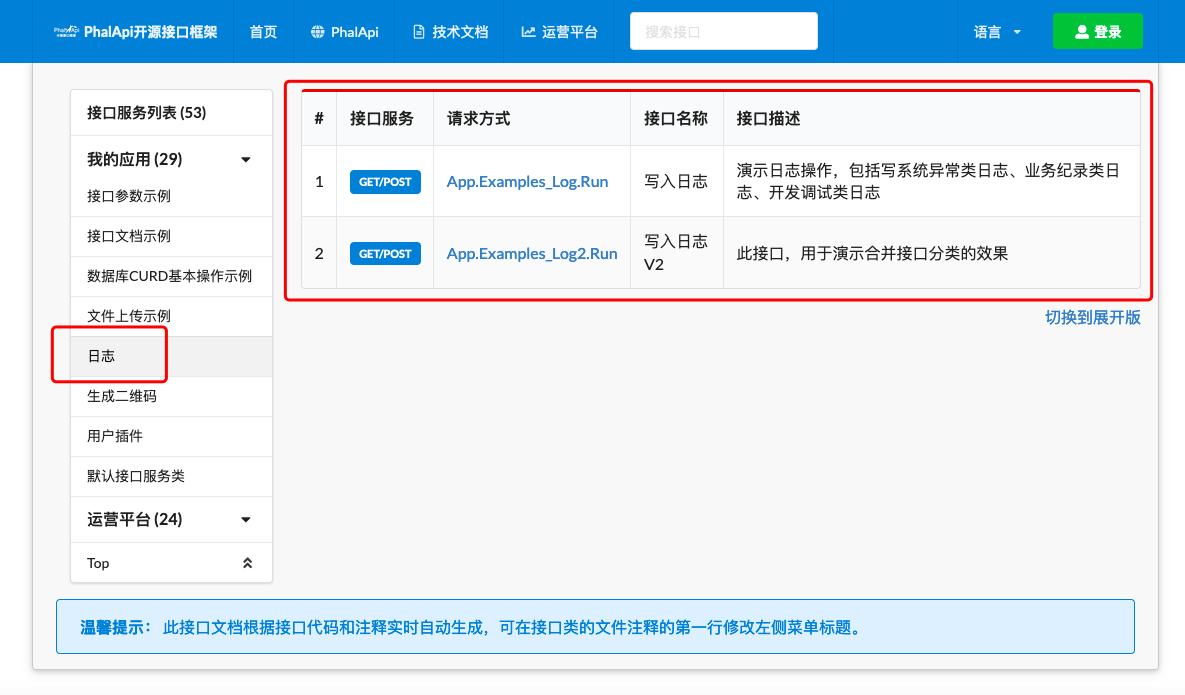 PhalApi开源接口框架
首页
PhalApi
技术文档
运营平台
搜索接口
语言
登录
接口服务列表 (53)
我的应用 (29)
接口参数示例
接口文档示例
数据库CURD基本操作示例
文件上传示例
日志
生成二维码
用户插件
默认接口服务类
运营平台 (24)
Top
# 接口服务 请求方式 接口名称 接口描述
1 GET/POST App.Examples_Log.Run 写入日志 演示日志操作，包括写系统异常类日志、业务纪录类日
志、开发调试类日志
2 GET/POST App.Examples_Log2.Run 写入日志
V2
此接口，用于演示合并接口分类的效果
切换到展开版
温馨提示： 此接口文档根据接口代码和注释实时自动生成，可在接口类的文件注释的第一行修改左侧菜单标题。